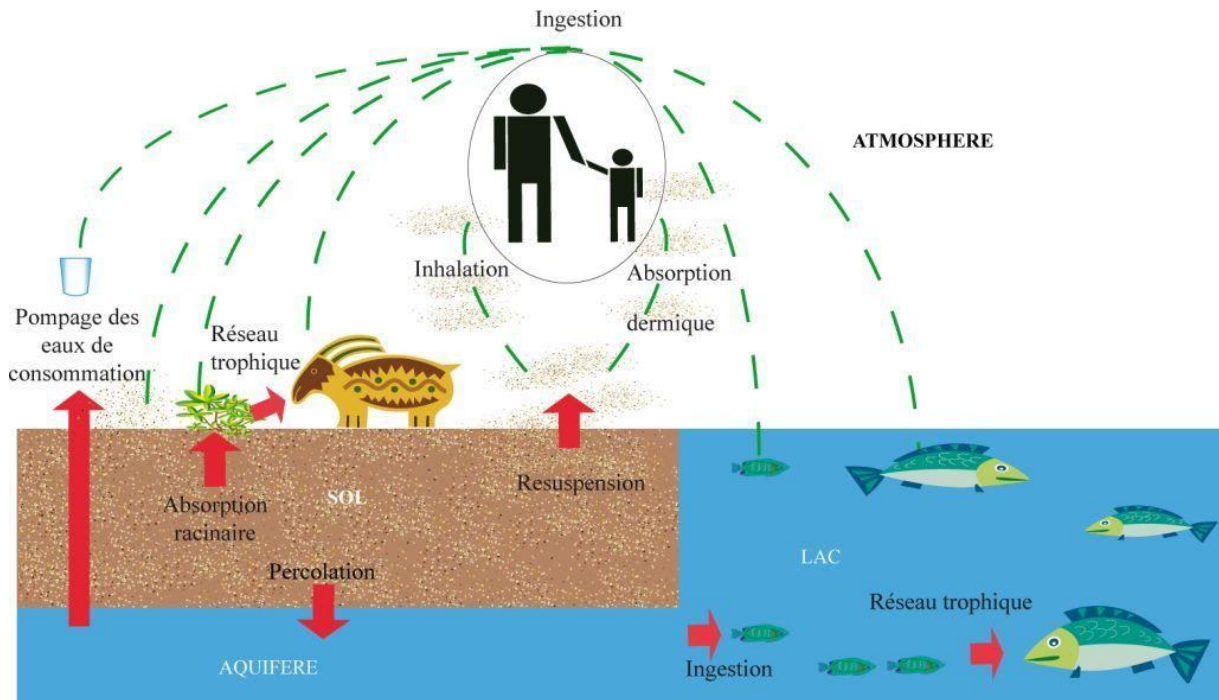 Ingestion
ATMOSPHERE
Inhalation
Absorption
dermique
Pompage des
eaux de
consommation
Réseau
trophique
Absorption
racinaire
SOL
Resuspension
Percolation
AQUIFERE
LAC
Réseau trophique
Ingestion